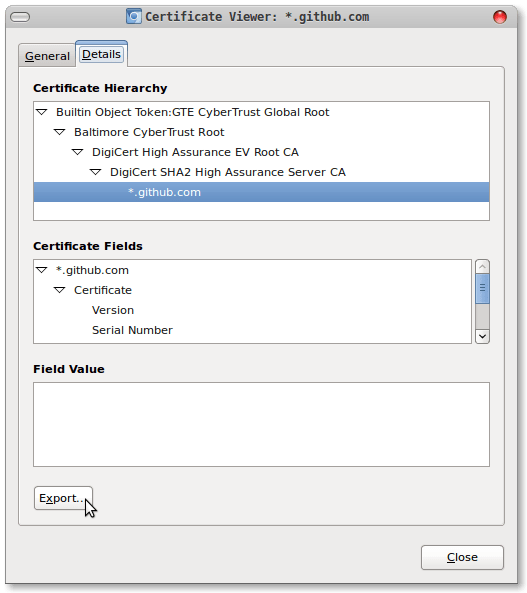 Certificate Viewer: *.github.com
General Details
Certificate Hierarchy
Builtin Object Token:GTE CyberTrust Global Root
Baltimore CyberTrust Root
DigiCert High Assurance EV Root CA
DigiCert SHA2 High Assurance Server CA
*.github.com
Certificate Fields
*.github.com
Certificate
Version
Serial Number
Field Value
Export...
Close